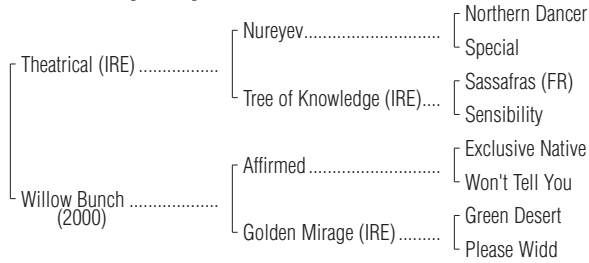 Northern Dancer
Nureyev
Special
Theatrical (IRE)
Sassafras (FR)
Tree of Knowledge (IRE)
Sensibility
Exclusive Native
Affirmed
Won't Tell You
Willow Bunch
(2000)
Green Desert
Golden Mirage (IRE)
Please Widd